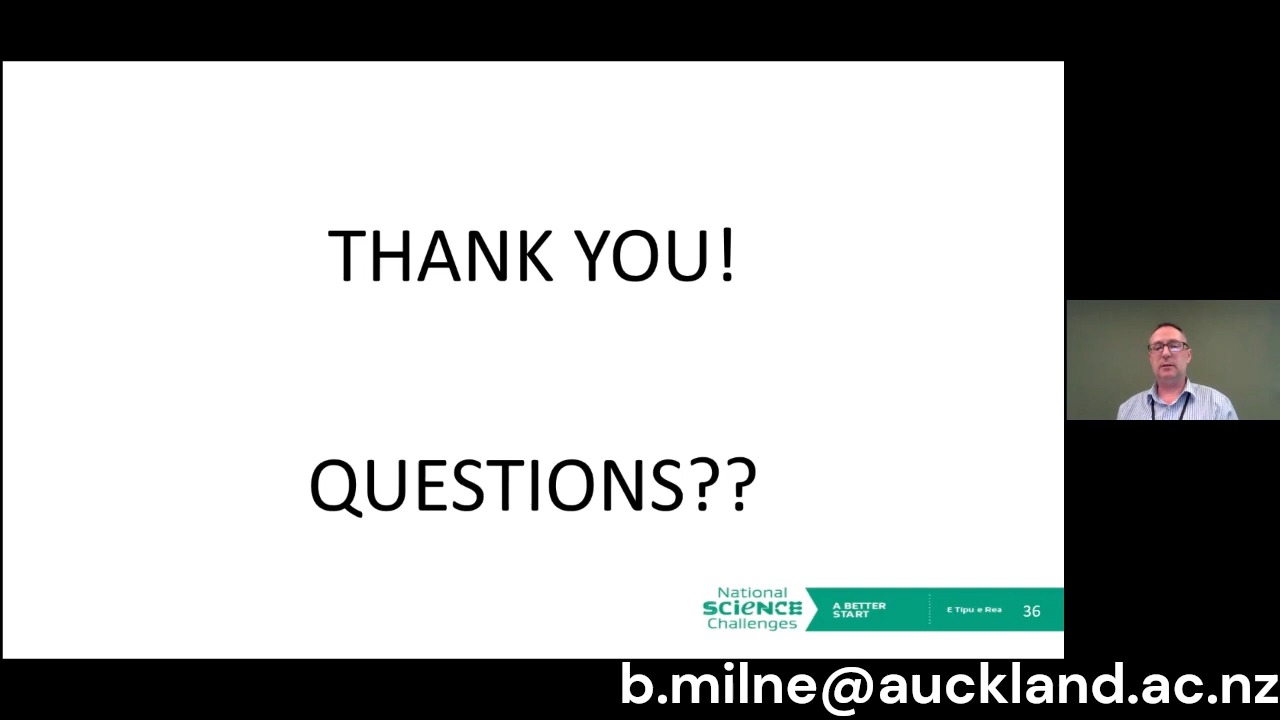 THANK YOU!
QUESTIONS??
National
SCIENCE
Challenges
A BETTER
START
E Tipu e Rea
36
b.milne@auckland.ac.nz